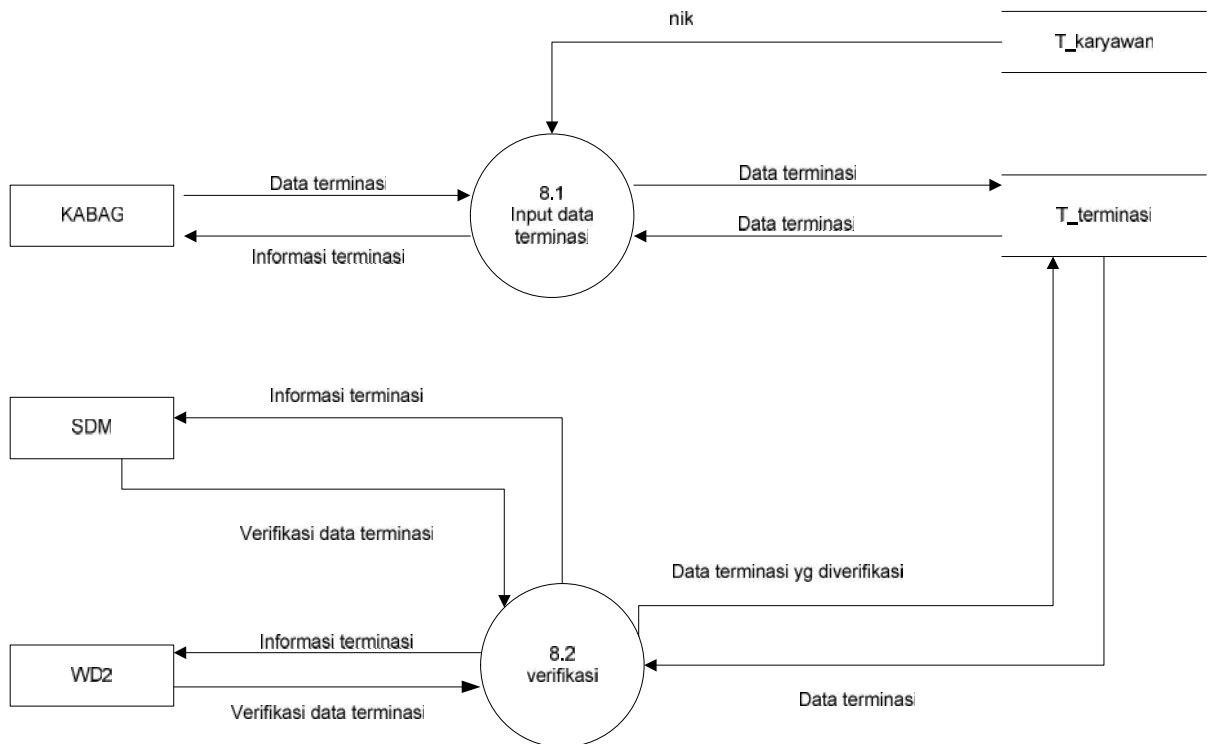 nik
T_karyawan
KABAG
Data terminasi
Informasi terminasi
8.1
Input data
terminasi
Data terminasi
Data terminasi
T_terminasi
Informasi terminasi
SDM
Verifikasi data terminasi
Data terminasi yg diverifikasi
Informasi terminasi
WD2
Verifikasi data terminasi
8.2
verifikasi
Data terminasi